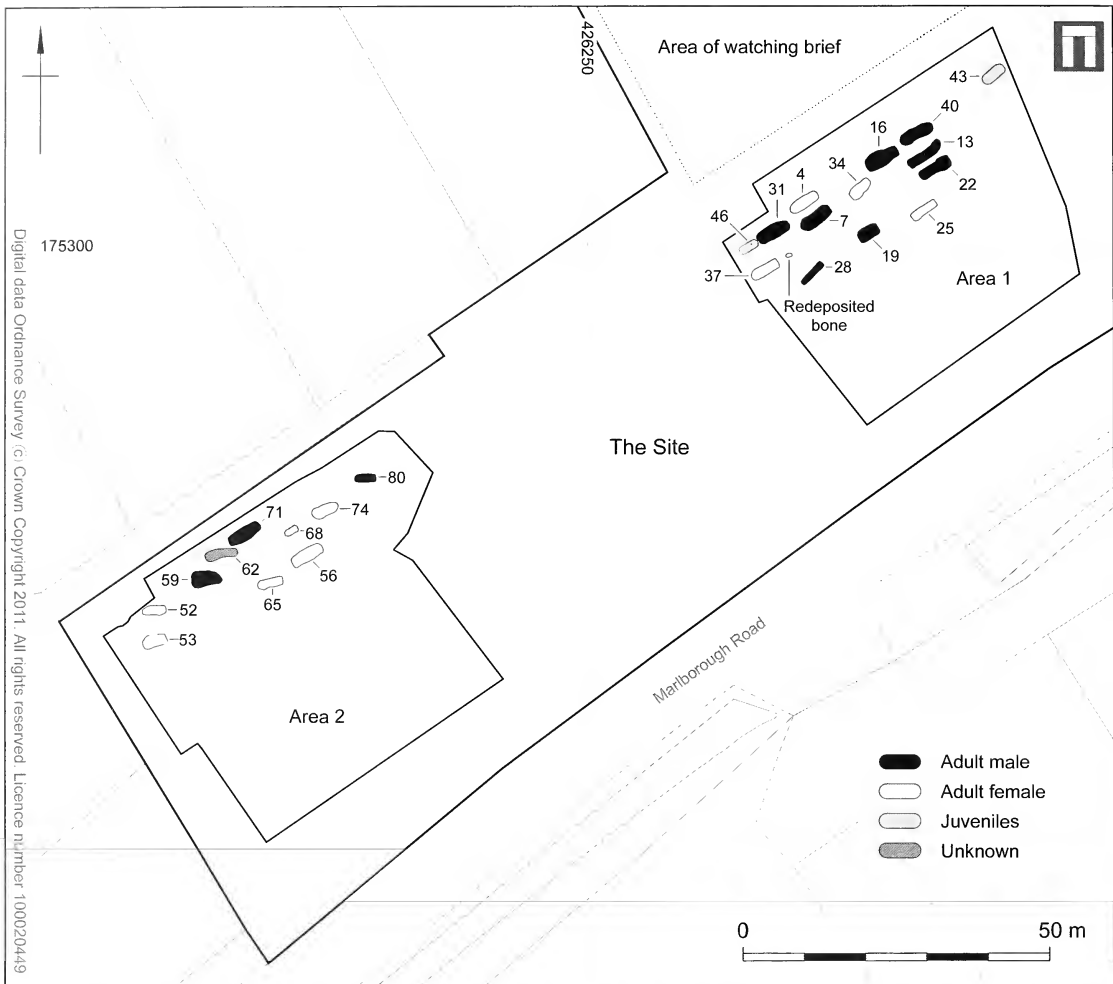 426250
Area of watching brief
43
40
16
13
34
4
22
31
46
7
25
19
37
28
Area 1
Redeposited
bone
175300
Digital data Ordnance Survey (c) Crown Copyright 2011. All rights reserved. Licence number 100020449
The Site
80
74
71
68
62
56
59
65
52
53
Area 2
Marlborough Road
Adult male
Adult female
Juveniles
Unknown
0 50 m